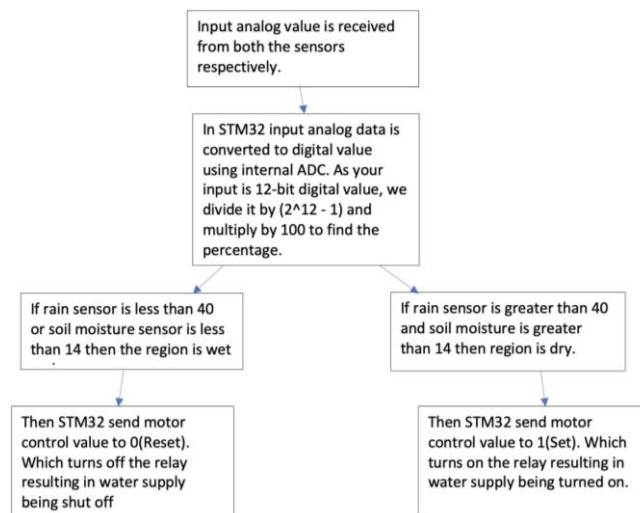 Input analog value is received
from both the sensors
respectively.
In STM32 input analog data is
converted to digital value
using internal ADC. As your
input is 12-bit digital value, we
divide it by (2^12 - 1) and
multiply by 100 to find the
percentage.
If rain sensor is less than 40
or soil moisture sensor is less
than 14 then the region is wet
.
If rain sensor is greater than 40
and soil moisture is greater
than 14 then region is dry.
Then STM32 send motor
control value to 0(Reset).
Which turns off the relay
resulting in water supply
being shut off
Then STM32 send motor
control value to 1(Set). Which
turns on the relay resulting in
water supply being turned on.